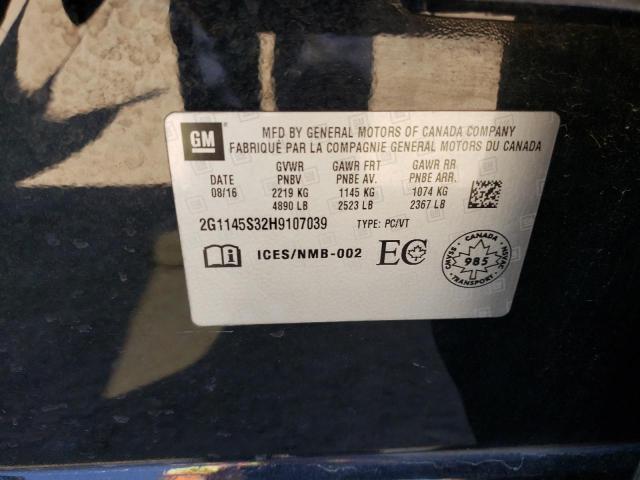 GM
MFD BY GENERAL MOTORS OF CANADA COMPANY
FABRIQUÉ PAR LA COMPAGNIE GENERAL MOTORS DU CANADA
GVWR GAWR FRT GAWR RR
DATE PNBV PNBE AV. PNBE ARR.
08/16 2219 KG 1145 KG 1074 KG
4890 LB 2523 LB 2367 LB
2G1145S32H9107039 TYPE: PC/VT
ICES/NMB-002 EC
CANADA
CMVSS 985 NSVAC
TRANSPORT